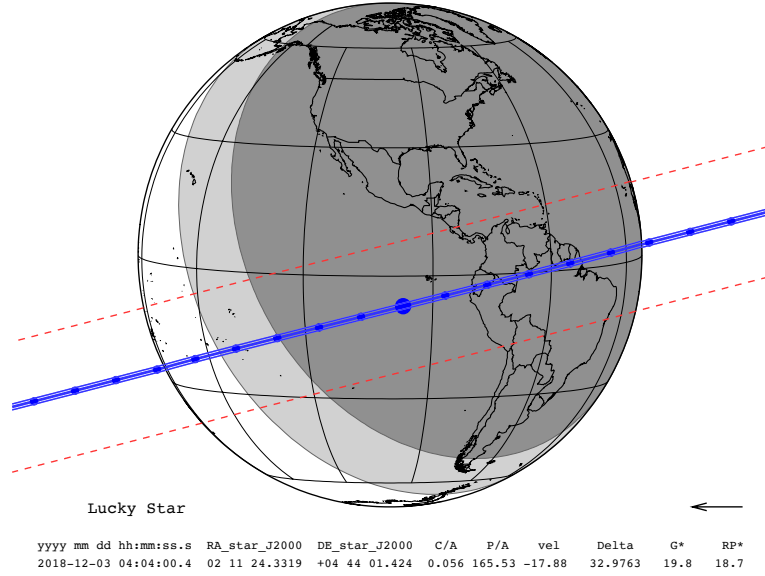 Lucky Star
yyyy mm dd hh:mm:ss.s RA_star_J2000 DE_star_J2000 C/A P/A vel Delta G* RP*
2018-12-03 04:04:00.4 02 11 24.3319 +04 44 01.424 0.056 165.53 -17.88 32.9763 19.8 18.7